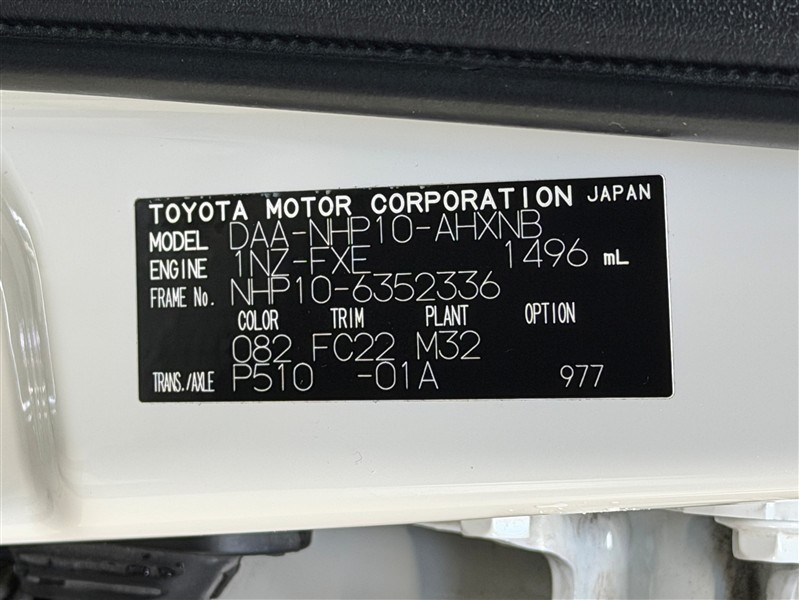 TOYOTA MOTOR CORPORATION JAPAN
MODEL DAA-NHP10-AHXNB
ENGINE 1NZ-FXE 1496 mL
FRAME No. NHP10-6352336
COLOR TRIM PLANT OPTION
082 FC22 M32
TRANS./AXLE P510 -01A 977